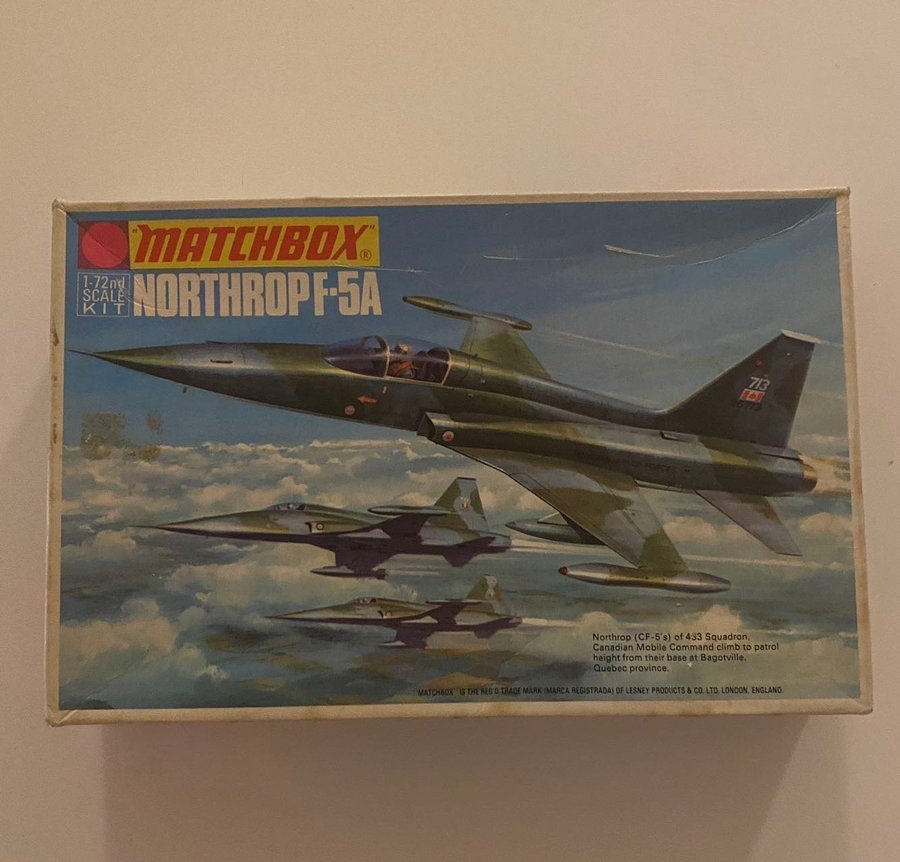 "MATCHBOX"®
1-72nd
SCALE
KIT
NORTHROP F-5A
713
Northrop (CF-5's) of 433 Squadron,
Canadian Mobile Command climb to patrol
height from their base at Bagotville,
Quebec province.
MATCHBOX IS THE REG'D TRADE MARK (MARCA REGISTRADA) OF LESNEY PRODUCTS & CO. LTD. LONDON, ENGLAND.